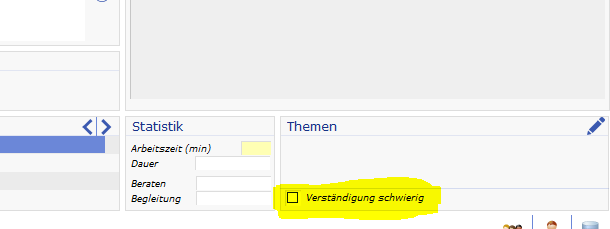 Statistik
Themen
Arbeitszeit (min)
Dauer
Beraten
Begleitung
Verständigung schwierig